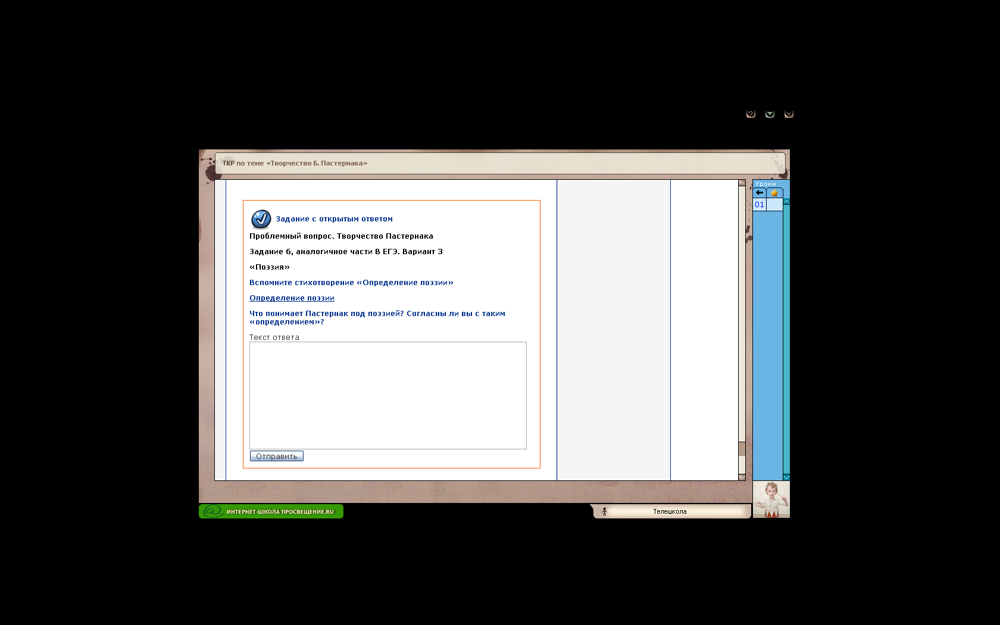 ТКР по теме «Творчество Б. Пастернака»
Уроки
01
Задание с открытым ответом
Проблемный вопрос. Творчество Пастернака
Задание 6, аналогичное части В ЕГЭ. Вариант 3
«Поэзия»
Вспомните стихотворение «Определение поэзии»
Определение поэзии
Что понимает Пастернак под поэзией? Согласны ли вы с таким
«определением»?
Текст ответа
Отправить
@ ИНТЕРНЕТ-ШКОЛА ПРОСВЕЩЕНИЕ.RU
Телешкола